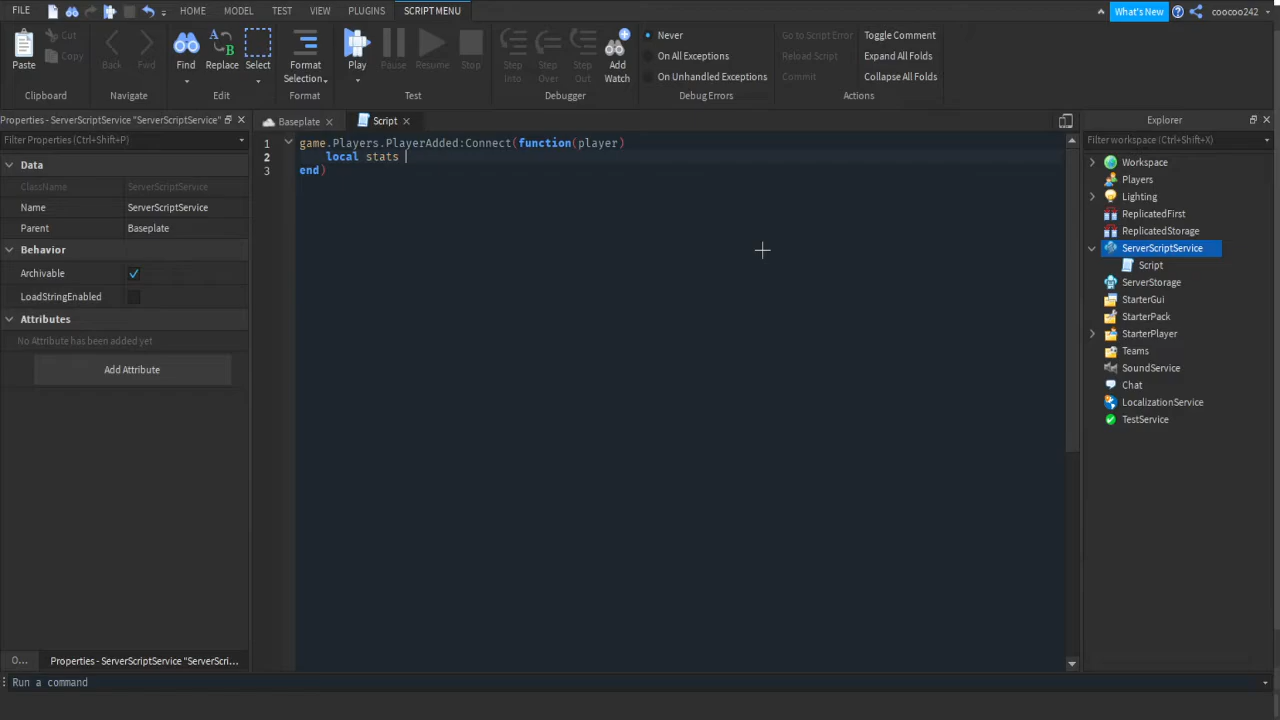 FILE HOME MODEL TEST VIEW PLUGINS SCRIPT MENU What's New coocoo242
Paste Cut Copy
Back Fwd
Find Replace Select
Format Selection
Play Pause Resume Stop
Step Into Step Over Step Out Add Watch
Never
On All Exceptions
On Unhandled Exceptions
Go to Script Error
Reload Script
Commit
Toggle Comment
Expand All Folds
Collapse All Folds
Clipboard Navigate Edit Format Test Debugger Debug Errors Actions
Properties - ServerScriptService "ServerScriptService"
Filter Properties (Ctrl+Shift+P)
Data
ClassName ServerScriptService
Name ServerScriptService
Parent Baseplate
Behavior
Archivable
LoadStringEnabled
Attributes
No Attribute has been added yet
Add Attribute
O... Properties - ServerScriptService "ServerScri...
Baseplate Script
1 game.Players.PlayerAdded:Connect(function(player)
2 local stats
3 end)
Explorer
Filter workspace (Ctrl+Shift+X)
Workspace
Players
Lighting
ReplicatedFirst
ReplicatedStorage
ServerScriptService
Script
ServerStorage
StarterGui
StarterPack
StarterPlayer
Teams
SoundService
Chat
LocalizationService
TestService
Run a command